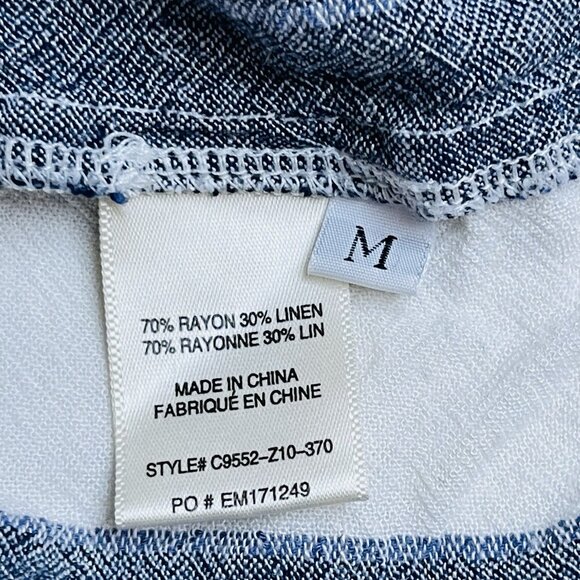 M
70% RAYON 30% LINEN
70% RAYONNE 30% LIN
MADE IN CHINA
FABRIQUÉ EN CHINE
STYLE# C9552-Z10-370
PO # EM171249